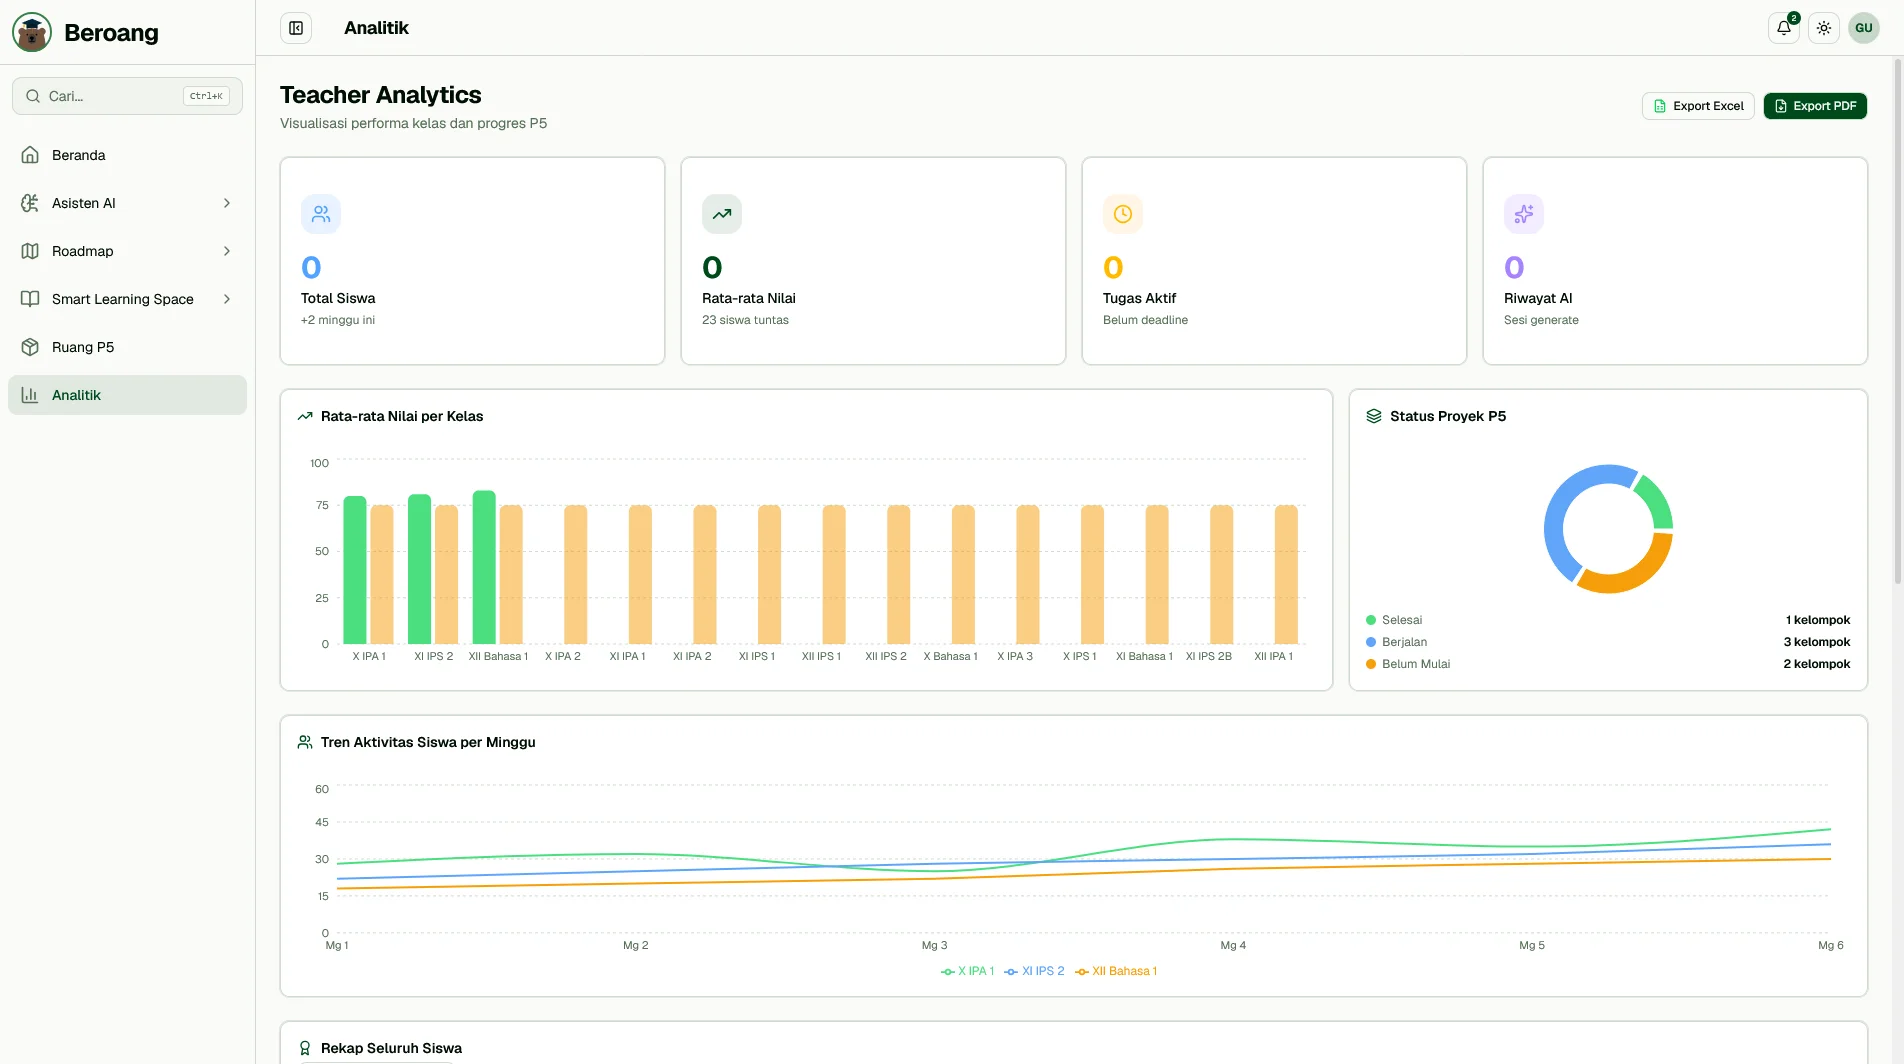 Beroang
Cari...
Ctrl+K
Beranda
Asisten AI
Roadmap
Smart Learning Space
Ruang P5
Analitik
Analitik
2
GU
Teacher Analytics
Visualisasi performa kelas dan progres P5
Export Excel
Export PDF
0
Total Siswa
+2 minggu ini
0
Rata-rata Nilai
23 siswa tuntas
0
Tugas Aktif
Belum deadline
0
Riwayat AI
Sesi generate
Rata-rata Nilai per Kelas
100
75
50
25
0
X IPA 1 XI IPS 2 XII Bahasa 1 X IPA 2 XI IPA 1 XI IPA 2 XI IPS 1 XII IPS 1 XII IPS 2 X Bahasa 1 X IPA 3 X IPS 1 XI Bahasa 1 XI IPS 2B XII IPA 1
Status Proyek P5
Selesai 1 kelompok
Berjalan 3 kelompok
Belum Mulai 2 kelompok
Tren Aktivitas Siswa per Minggu
60
45
30
15
0
Mg 1 Mg 2 Mg 3 Mg 4 Mg 5 Mg 6
X IPA 1 XI IPS 2 XII Bahasa 1
Rekap Seluruh Siswa